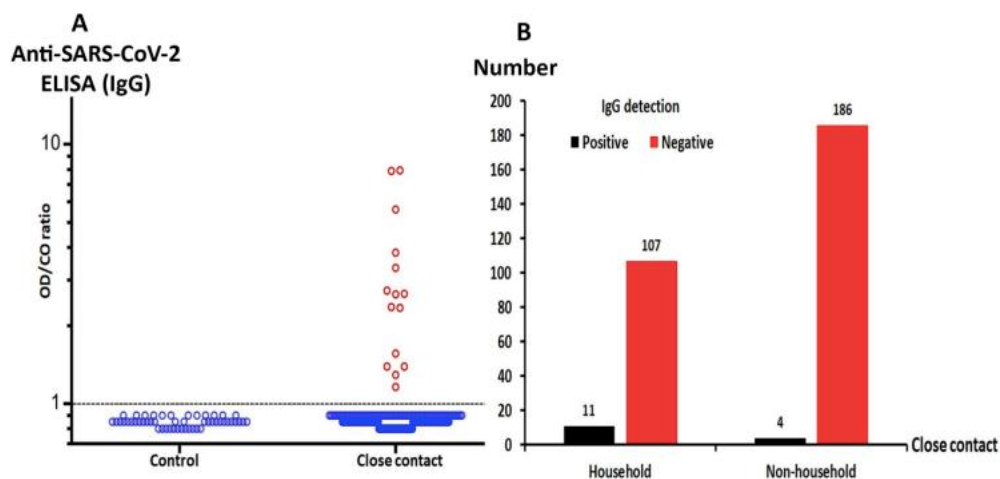 A
Anti-SARS-CoV-2
ELISA (IgG)
OD/CO ratio
10
1
Control
Close contact
B
Number
IgG detection
Positive
Negative
200
180
160
140
120
100
80
60
40
20
0
11
107
4
186
Household
Non-household
Close contact